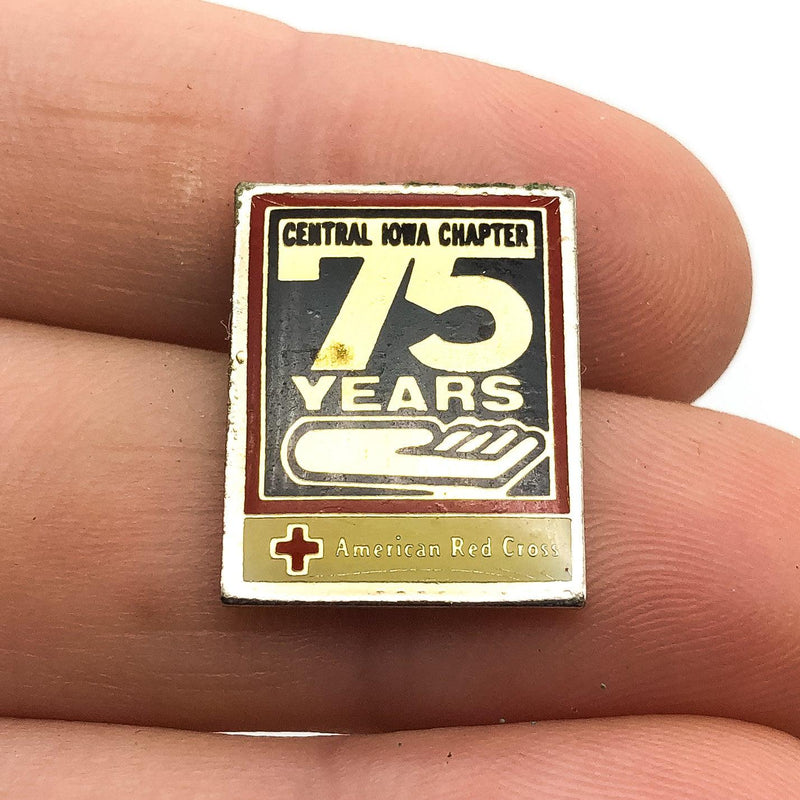 CENTRAL IOWA CHAPTER
75
YEARS
American Red Cross